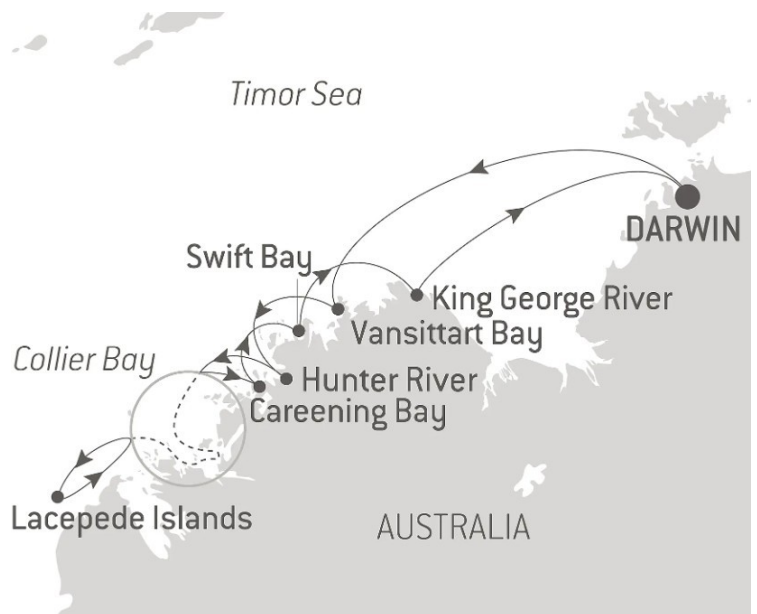 Timor Sea
DARWIN
Swift Bay
King George River
Vansittart Bay
Collier Bay
Hunter River
Careening Bay
Lacepede Islands
AUSTRALIA